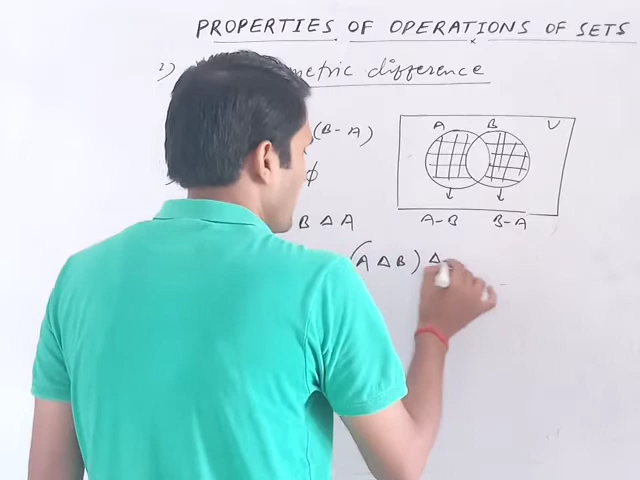 PROPERTIES OF OPERATIONS OF SETS
2) metric difference
(B - A)
A B U
ϕ
B Δ A A - B B - A
(A Δ B) Δ